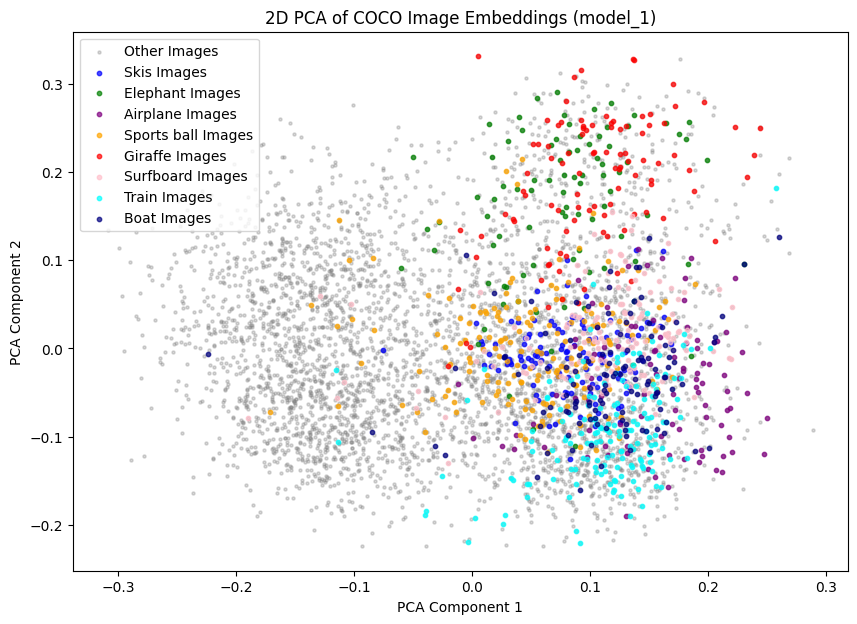 2D PCA of COCO Image Embeddings (model_1)
Other Images
Skis Images
Elephant Images
Airplane Images
Sports ball Images
Giraffe Images
Surfboard Images
Train Images
Boat Images
PCA Component 2
0.3
0.2
0.1
0.0
−0.1
−0.2
−0.3 −0.2 −0.1 0.0 0.1 0.2 0.3
PCA Component 1